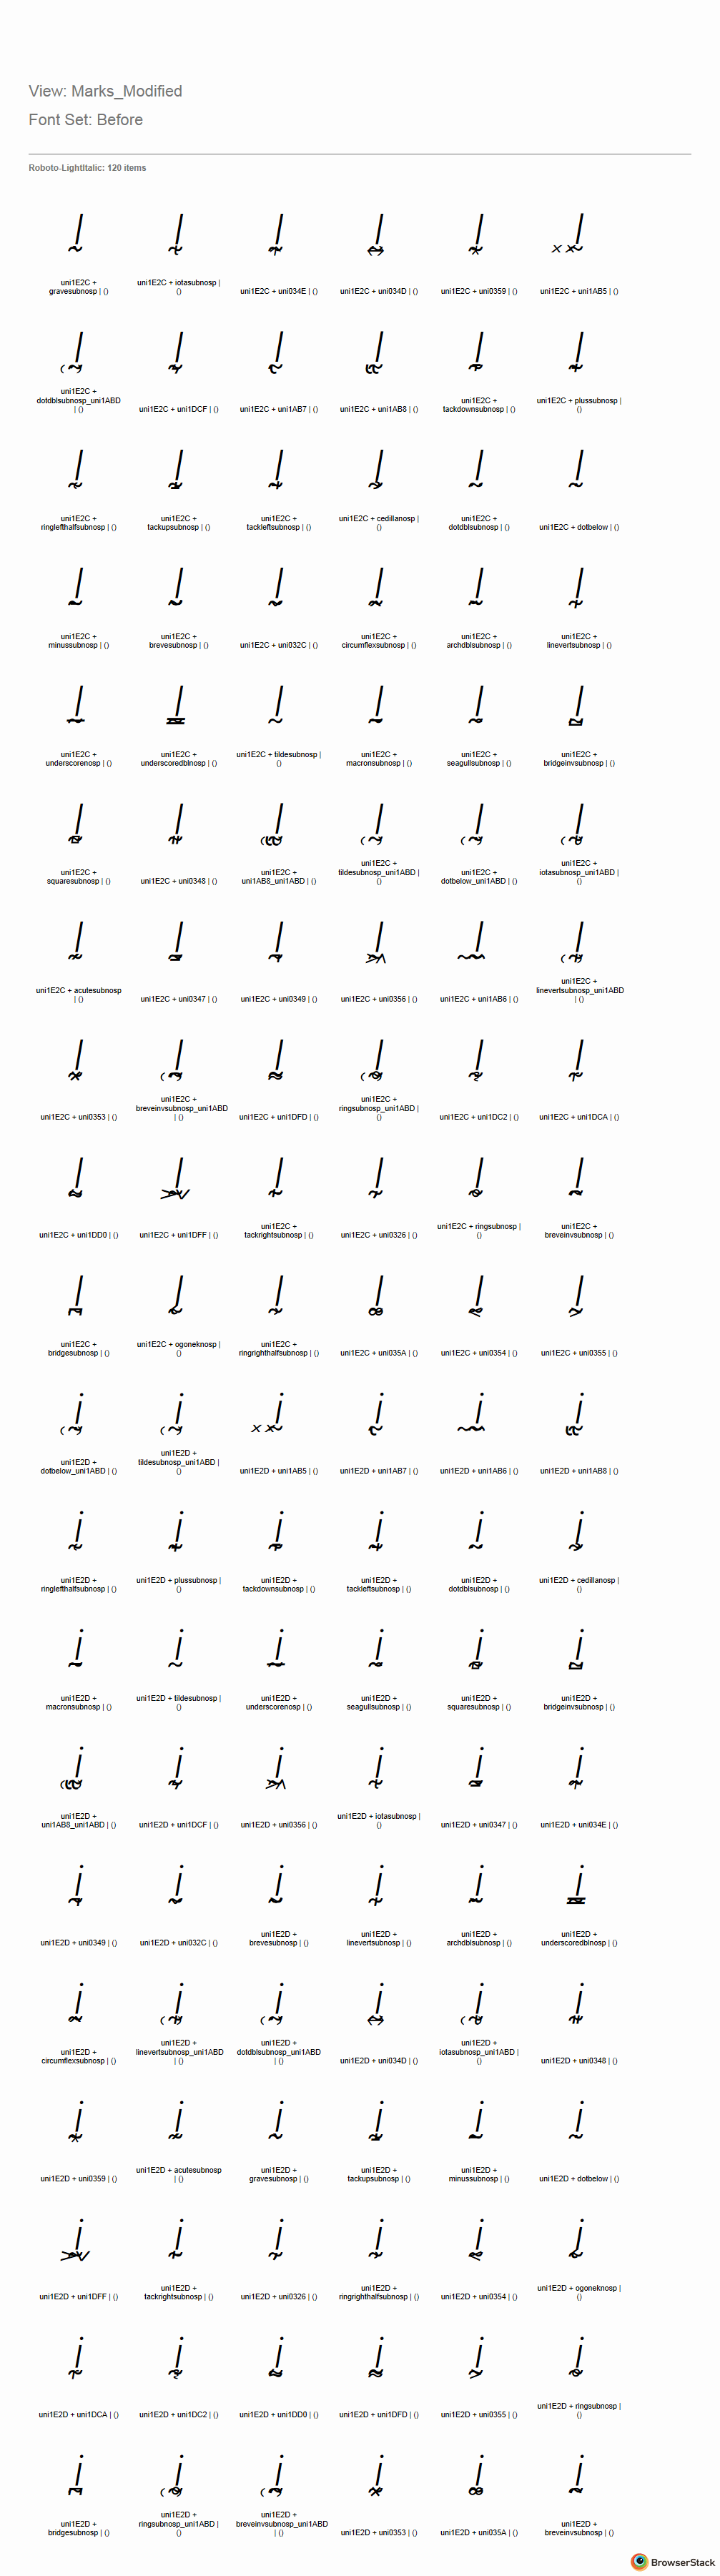 View: Marks_Modified
Font Set: Before
Roboto-LightItalic: 120 items
uni1E2C +
gravesubnosp | ()
uni1E2C + iotasubnosp |
()
uni1E2C + uni034E | ()
uni1E2C + uni034D | ()
uni1E2C + uni0359 | ()
uni1E2C + uni1AB5 | ()
uni1E2C +
dotdblsubnosp_uni1ABD
| ()
uni1E2C + uni1DCF | ()
uni1E2C + uni1AB7 | ()
uni1E2C + uni1AB8 | ()
uni1E2C +
tackdownsubnosp | ()
uni1E2C + plussubnosp |
()
uni1E2C +
ringlefthalfsubnosp | ()
uni1E2C +
tackupsubnosp | ()
uni1E2C +
tackleftsubnosp | ()
uni1E2C + cedillanosp |
()
uni1E2C +
dotdblsubnosp | ()
uni1E2C + dotbelow | ()
uni1E2C +
minussubnosp | ()
uni1E2C +
brevesubnosp | ()
uni1E2C + uni032C | ()
uni1E2C +
circumflexsubnosp | ()
uni1E2C +
archdblsubnosp | ()
uni1E2C +
linevertsubnosp | ()
uni1E2C +
underscorenosp | ()
uni1E2C +
underscoredblnosp | ()
uni1E2C + tildesubnosp |
()
uni1E2C +
macronsubnosp | ()
uni1E2C +
seagullsubnosp | ()
uni1E2C +
bridgeinvsubnosp | ()
uni1E2C +
squaresubnosp | ()
uni1E2C + uni0348 | ()
uni1E2C +
uni1AB8_uni1ABD | ()
uni1E2C +
tildesubnosp_uni1ABD |
()
uni1E2C +
dotbelow_uni1ABD | ()
uni1E2C +
iotasubnosp_uni1ABD |
()
uni1E2C + acutesubnosp
| ()
uni1E2C + uni0347 | ()
uni1E2C + uni0349 | ()
uni1E2C + uni0356 | ()
uni1E2C + uni1AB6 | ()
uni1E2C +
linevertsubnosp_uni1ABD
| ()
uni1E2C + uni0353 | ()
uni1E2C +
breveinvsubnosp_uni1ABD
| ()
uni1E2C + uni1DFD | ()
uni1E2C +
ringsubnosp_uni1ABD |
()
uni1E2C + uni1DC2 | ()
uni1E2C + uni1DCA | ()
uni1E2C + uni1DD0 | ()
uni1E2C + uni1DFF | ()
uni1E2C +
tackrightsubnosp | ()
uni1E2C + uni0326 | ()
uni1E2C + ringsubnosp |
()
uni1E2C +
breveinvsubnosp | ()
uni1E2C +
bridgesubnosp | ()
uni1E2C + ogoneknosp |
()
uni1E2C +
ringrighthalfsubnosp | ()
uni1E2C + uni035A | ()
uni1E2C + uni0354 | ()
uni1E2C + uni0355 | ()
uni1E2D +
dotbelow_uni1ABD | ()
uni1E2D +
tildesubnosp_uni1ABD |
()
uni1E2D + uni1AB5 | ()
uni1E2D + uni1AB7 | ()
uni1E2D + uni1AB6 | ()
uni1E2D + uni1AB8 | ()
uni1E2D +
ringlefthalfsubnosp | ()
uni1E2D + plussubnosp |
()
uni1E2D +
tackdownsubnosp | ()
uni1E2D +
tackleftsubnosp | ()
uni1E2D +
dotdblsubnosp | ()
uni1E2D + cedillanosp |
()
uni1E2D +
macronsubnosp | ()
uni1E2D + tildesubnosp |
()
uni1E2D +
underscorenosp | ()
uni1E2D +
seagullsubnosp | ()
uni1E2D +
squaresubnosp | ()
uni1E2D +
bridgeinvsubnosp | ()
uni1E2D +
uni1AB8_uni1ABD | ()
uni1E2D + uni1DCF | ()
uni1E2D + uni0356 | ()
uni1E2D + iotasubnosp |
()
uni1E2D + uni0347 | ()
uni1E2D + uni034E | ()
uni1E2D + uni0349 | ()
uni1E2D + uni032C | ()
uni1E2D +
brevesubnosp | ()
uni1E2D +
linevertsubnosp | ()
uni1E2D +
archdblsubnosp | ()
uni1E2D +
underscoredblnosp | ()
uni1E2D +
circumflexsubnosp | ()
uni1E2D +
linevertsubnosp_uni1ABD
| ()
uni1E2D +
dotdblsubnosp_uni1ABD
| ()
uni1E2D + uni034D | ()
uni1E2D +
iotasubnosp_uni1ABD |
()
uni1E2D + uni0348 | ()
uni1E2D + uni0359 | ()
uni1E2D + acutesubnosp
| ()
uni1E2D +
gravesubnosp | ()
uni1E2D +
tackupsubnosp | ()
uni1E2D +
minussubnosp | ()
uni1E2D + dotbelow | ()
uni1E2D + uni1DFF | ()
uni1E2D +
tackrightsubnosp | ()
uni1E2D + uni0326 | ()
uni1E2D +
ringrighthalfsubnosp | ()
uni1E2D + uni0354 | ()
uni1E2D + ogoneknosp |
()
uni1E2D + uni1DCA | ()
uni1E2D + uni1DC2 | ()
uni1E2D + uni1DD0 | ()
uni1E2D + uni1DFD | ()
uni1E2D + uni0355 | ()
uni1E2D + ringsubnosp |
()
uni1E2D +
bridgesubnosp | ()
uni1E2D +
ringsubnosp_uni1ABD |
()
uni1E2D +
breveinvsubnosp_uni1ABD
| ()
uni1E2D + uni0353 | ()
uni1E2D + uni035A | ()
uni1E2D +
breveinvsubnosp | ()
BrowserStack